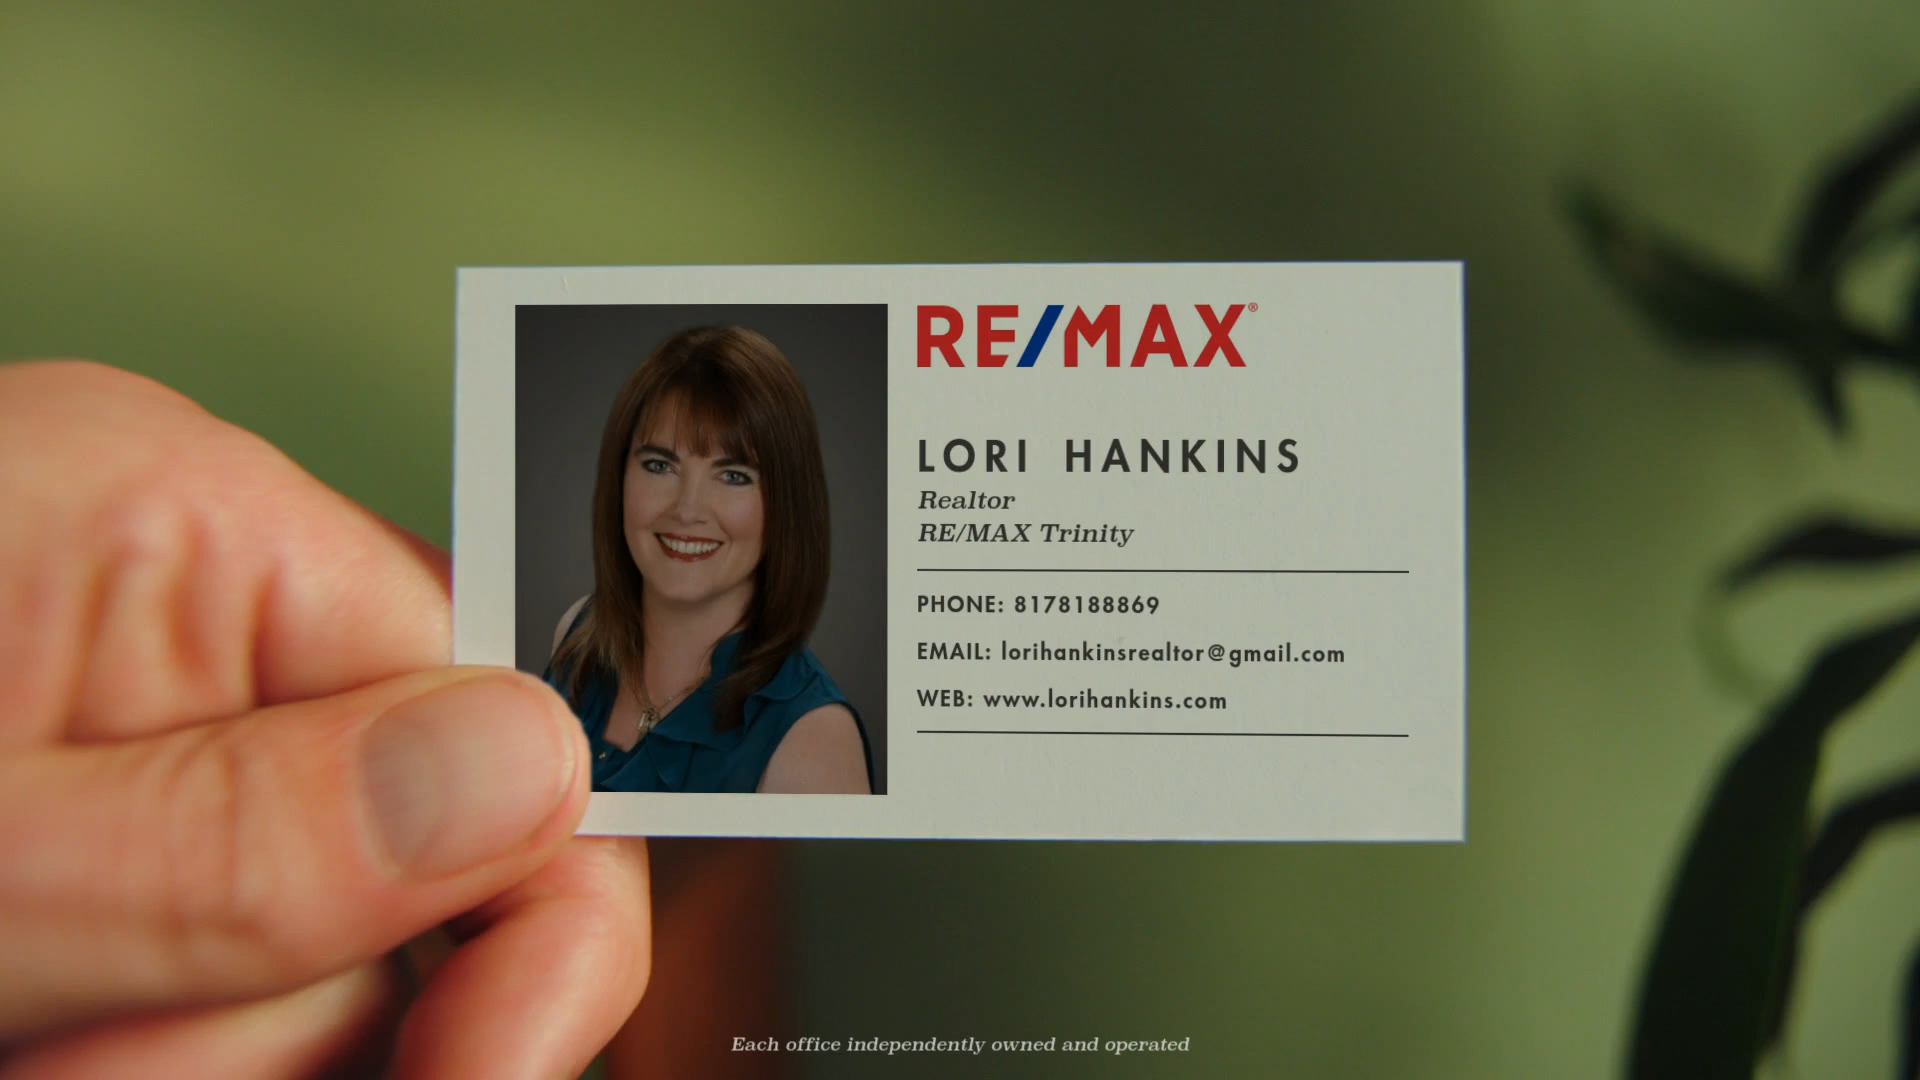 RE/MAX®
LORI HANKINS
Realtor
RE/MAX Trinity
PHONE: 8178188869
EMAIL: lorihankinsrealtor@gmail.com
WEB: www.lorihankins.com
Each office independently owned and operated